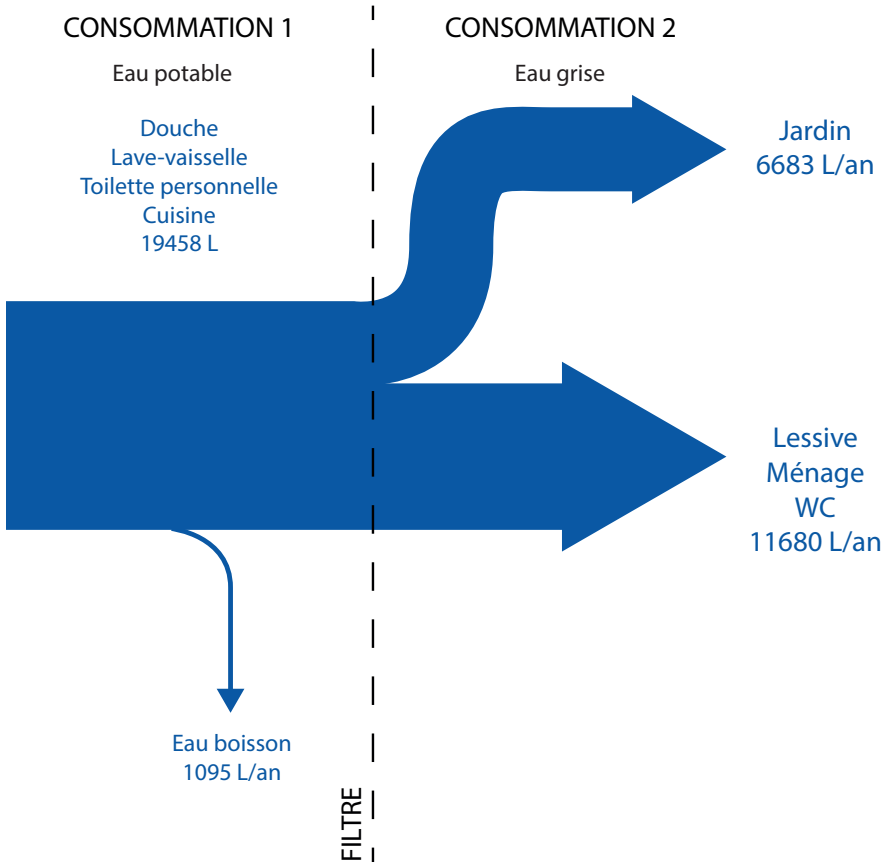 CONSOMMATION 1
Eau potable
Douche
Lave-vaisselle
Toilette personnelle
Cuisine
19458 L
CONSOMMATION 2
Eau grise
Jardin
6683 L/an
Lessive
Ménage
WC
11680 L/an
Eau boisson
1095 L/an
FILTRE